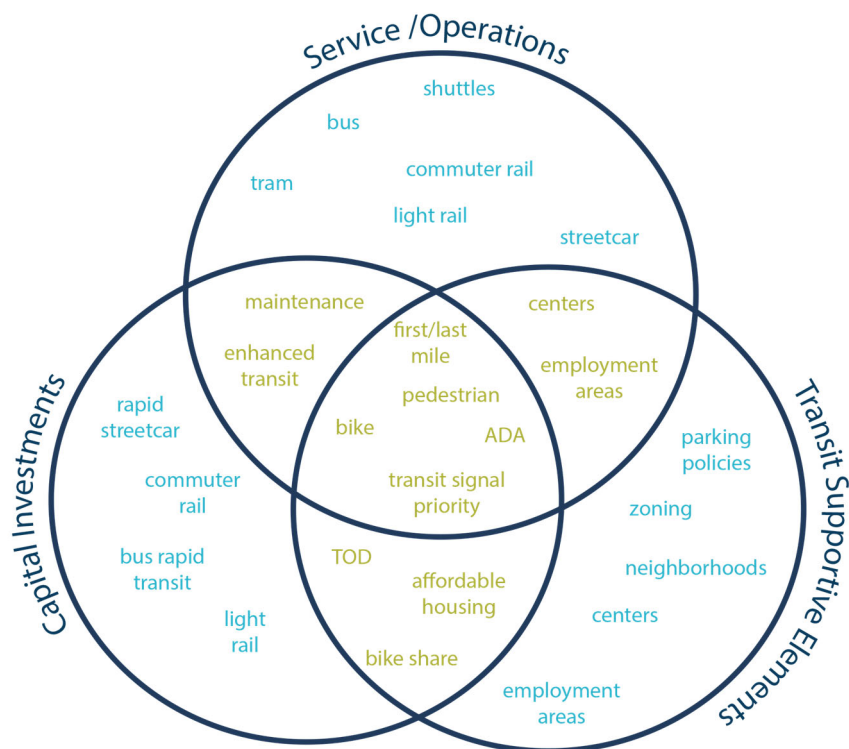 Service /Operations
shuttles
bus
commuter rail
tram
light rail
streetcar
maintenance
centers
first/last
mile
enhanced
transit
employment
areas
pedestrian
bike
ADA
transit signal
priority
Capital Investments
rapid
streetcar
commuter
rail
bus rapid
transit
light
rail
Transit Supportive Elements
parking
policies
zoning
neighborhoods
centers
employment
areas
TOD
affordable
housing
bike share